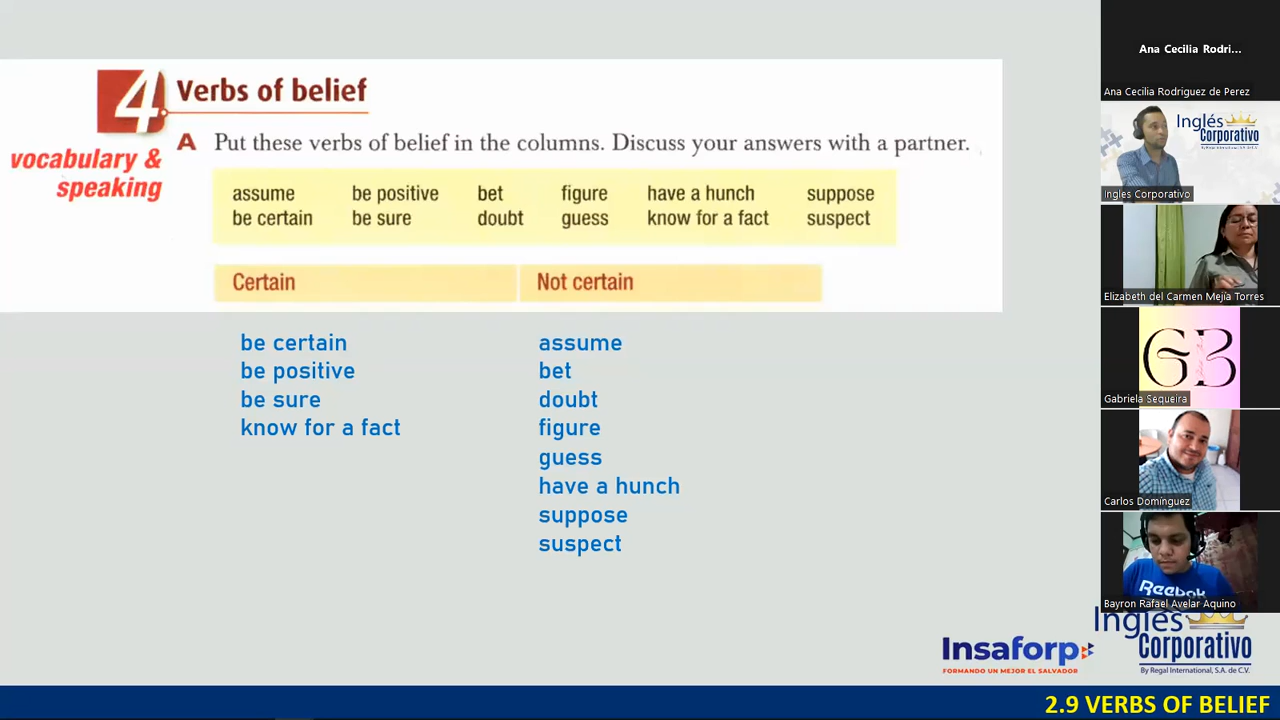 4 Verbs of belief
A Put these verbs of belief in the columns. Discuss your answers with a partner.
vocabulary &
speaking
assume be positive bet figure have a hunch suppose
be certain be sure doubt guess know for a fact suspect
Certain Not certain
be certain assume
be positive bet
be sure doubt
know for a fact figure
guess
have a hunch
suppose
suspect
Ana Cecilia Rodri...
Ana Cecilia Rodriguez de Perez
Inglés
Corporativo
Ingles Corporativo
Elizabeth del Carmen Mejía Torres
GB
Gabriela Sequeira
Carlos Domínguez
Reebok
Bayron Rafael Avelar Aquino
Insaforp
FORMANDO UN MEJOR EL SALVADOR
Inglés
Corporativo
By Regal International, S.A. de C.V.
2.9 VERBS OF BELIEF